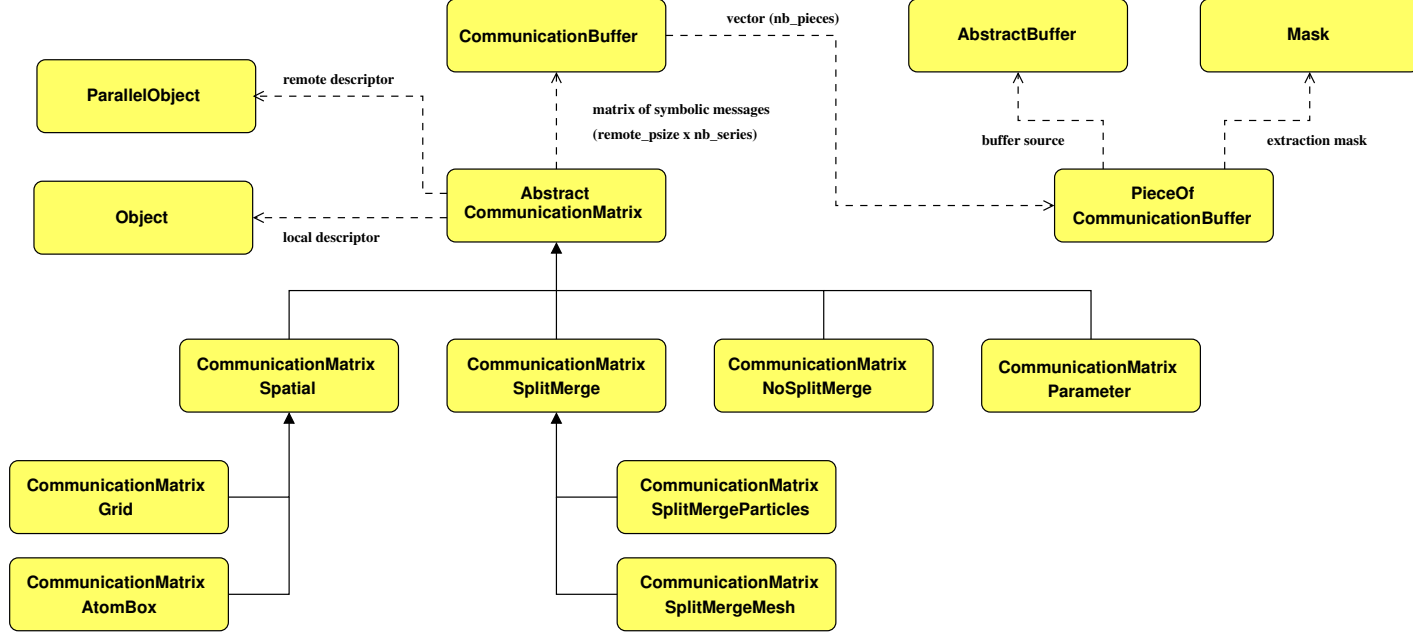 vector (nb_pieces)
CommunicationBuffer
AbstractBuffer
Mask
remote descriptor
ParallelObject
matrix of symbolic messages
(remote_psize x nb_series)
buffer source
extraction mask
Object
Abstract
CommunicationMatrix
PieceOf
CommunicationBuffer
local descriptor
CommunicationMatrix
Spatial
CommunicationMatrix
SplitMerge
CommunicationMatrix
NoSplitMerge
CommunicationMatrix
Parameter
CommunicationMatrix
Grid
CommunicationMatrix
SplitMergeParticles
CommunicationMatrix
AtomBox
CommunicationMatrix
SplitMergeMesh